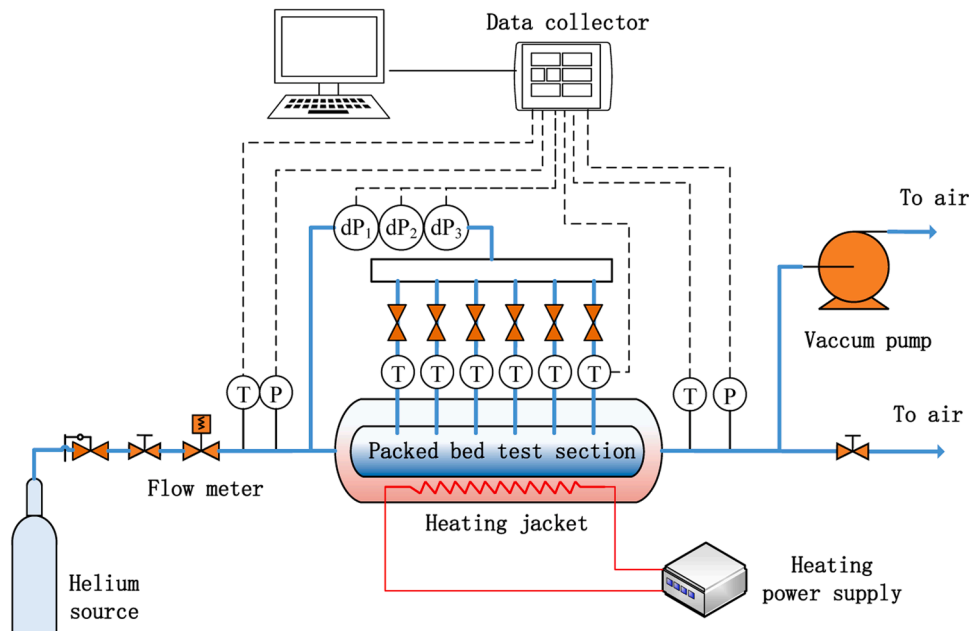 Data collector
To air
dP₁ dP₂ dP₃
Vaccum pump
T T T T T T
T P
T P
To air
Packed bed test section
Flow meter
Heating jacket
Helium
source
Heating
power supply